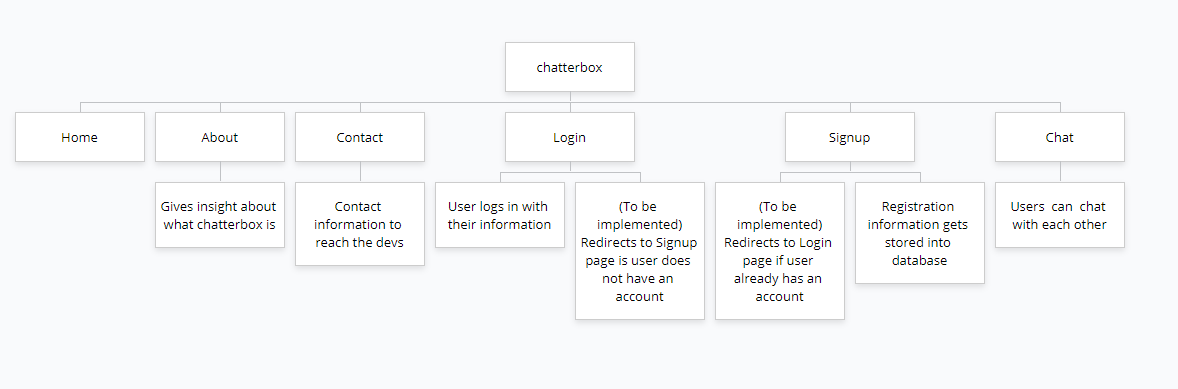 chatterbox
Home
About
Contact
Login
Signup
Chat
Gives insight about
what chatterbox is
Contact
information to
reach the devs
User logs in with
their information
(To be
implemented)
Redirects to Signup
page is user does
not have an
account
(To be
implemented)
Redirects to Login
page if user
already has an
account
Registration
information gets
stored into
database
Users can chat
with each other